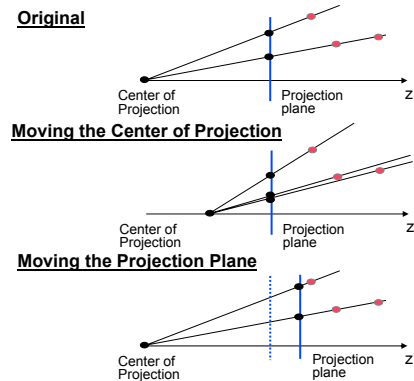 Original
Center of Projection
Projection plane
z
Moving the Center of Projection
Center of Projection
Projection plane
z
Moving the Projection Plane
Center of Projection
Projection plane
z